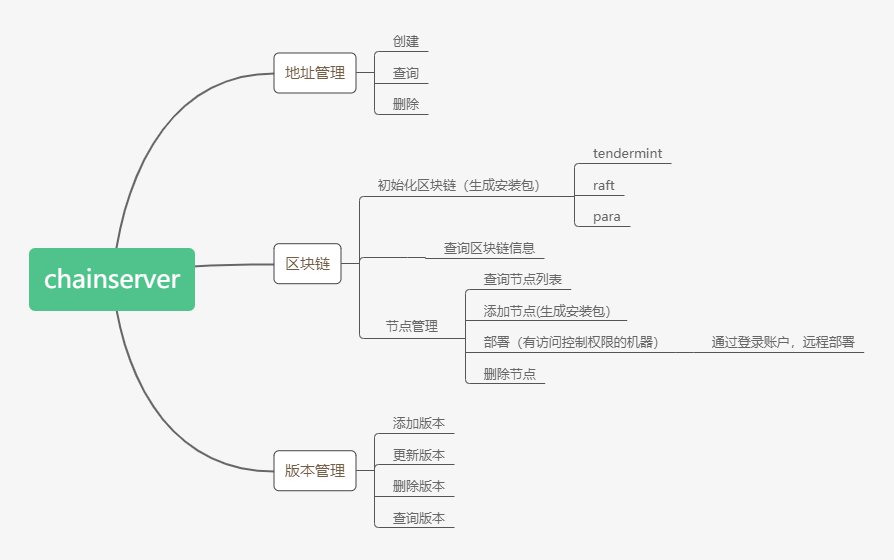 chainserver
地址管理
创建
查询
删除
区块链
初始化区块链（生成安装包）
tendermint
raft
para
查询区块链信息
节点管理
查询节点列表
添加节点(生成安装包）
部署（有访问控制权限的机器）
通过登录账户，远程部署
删除节点
版本管理
添加版本
更新版本
删除版本
查询版本